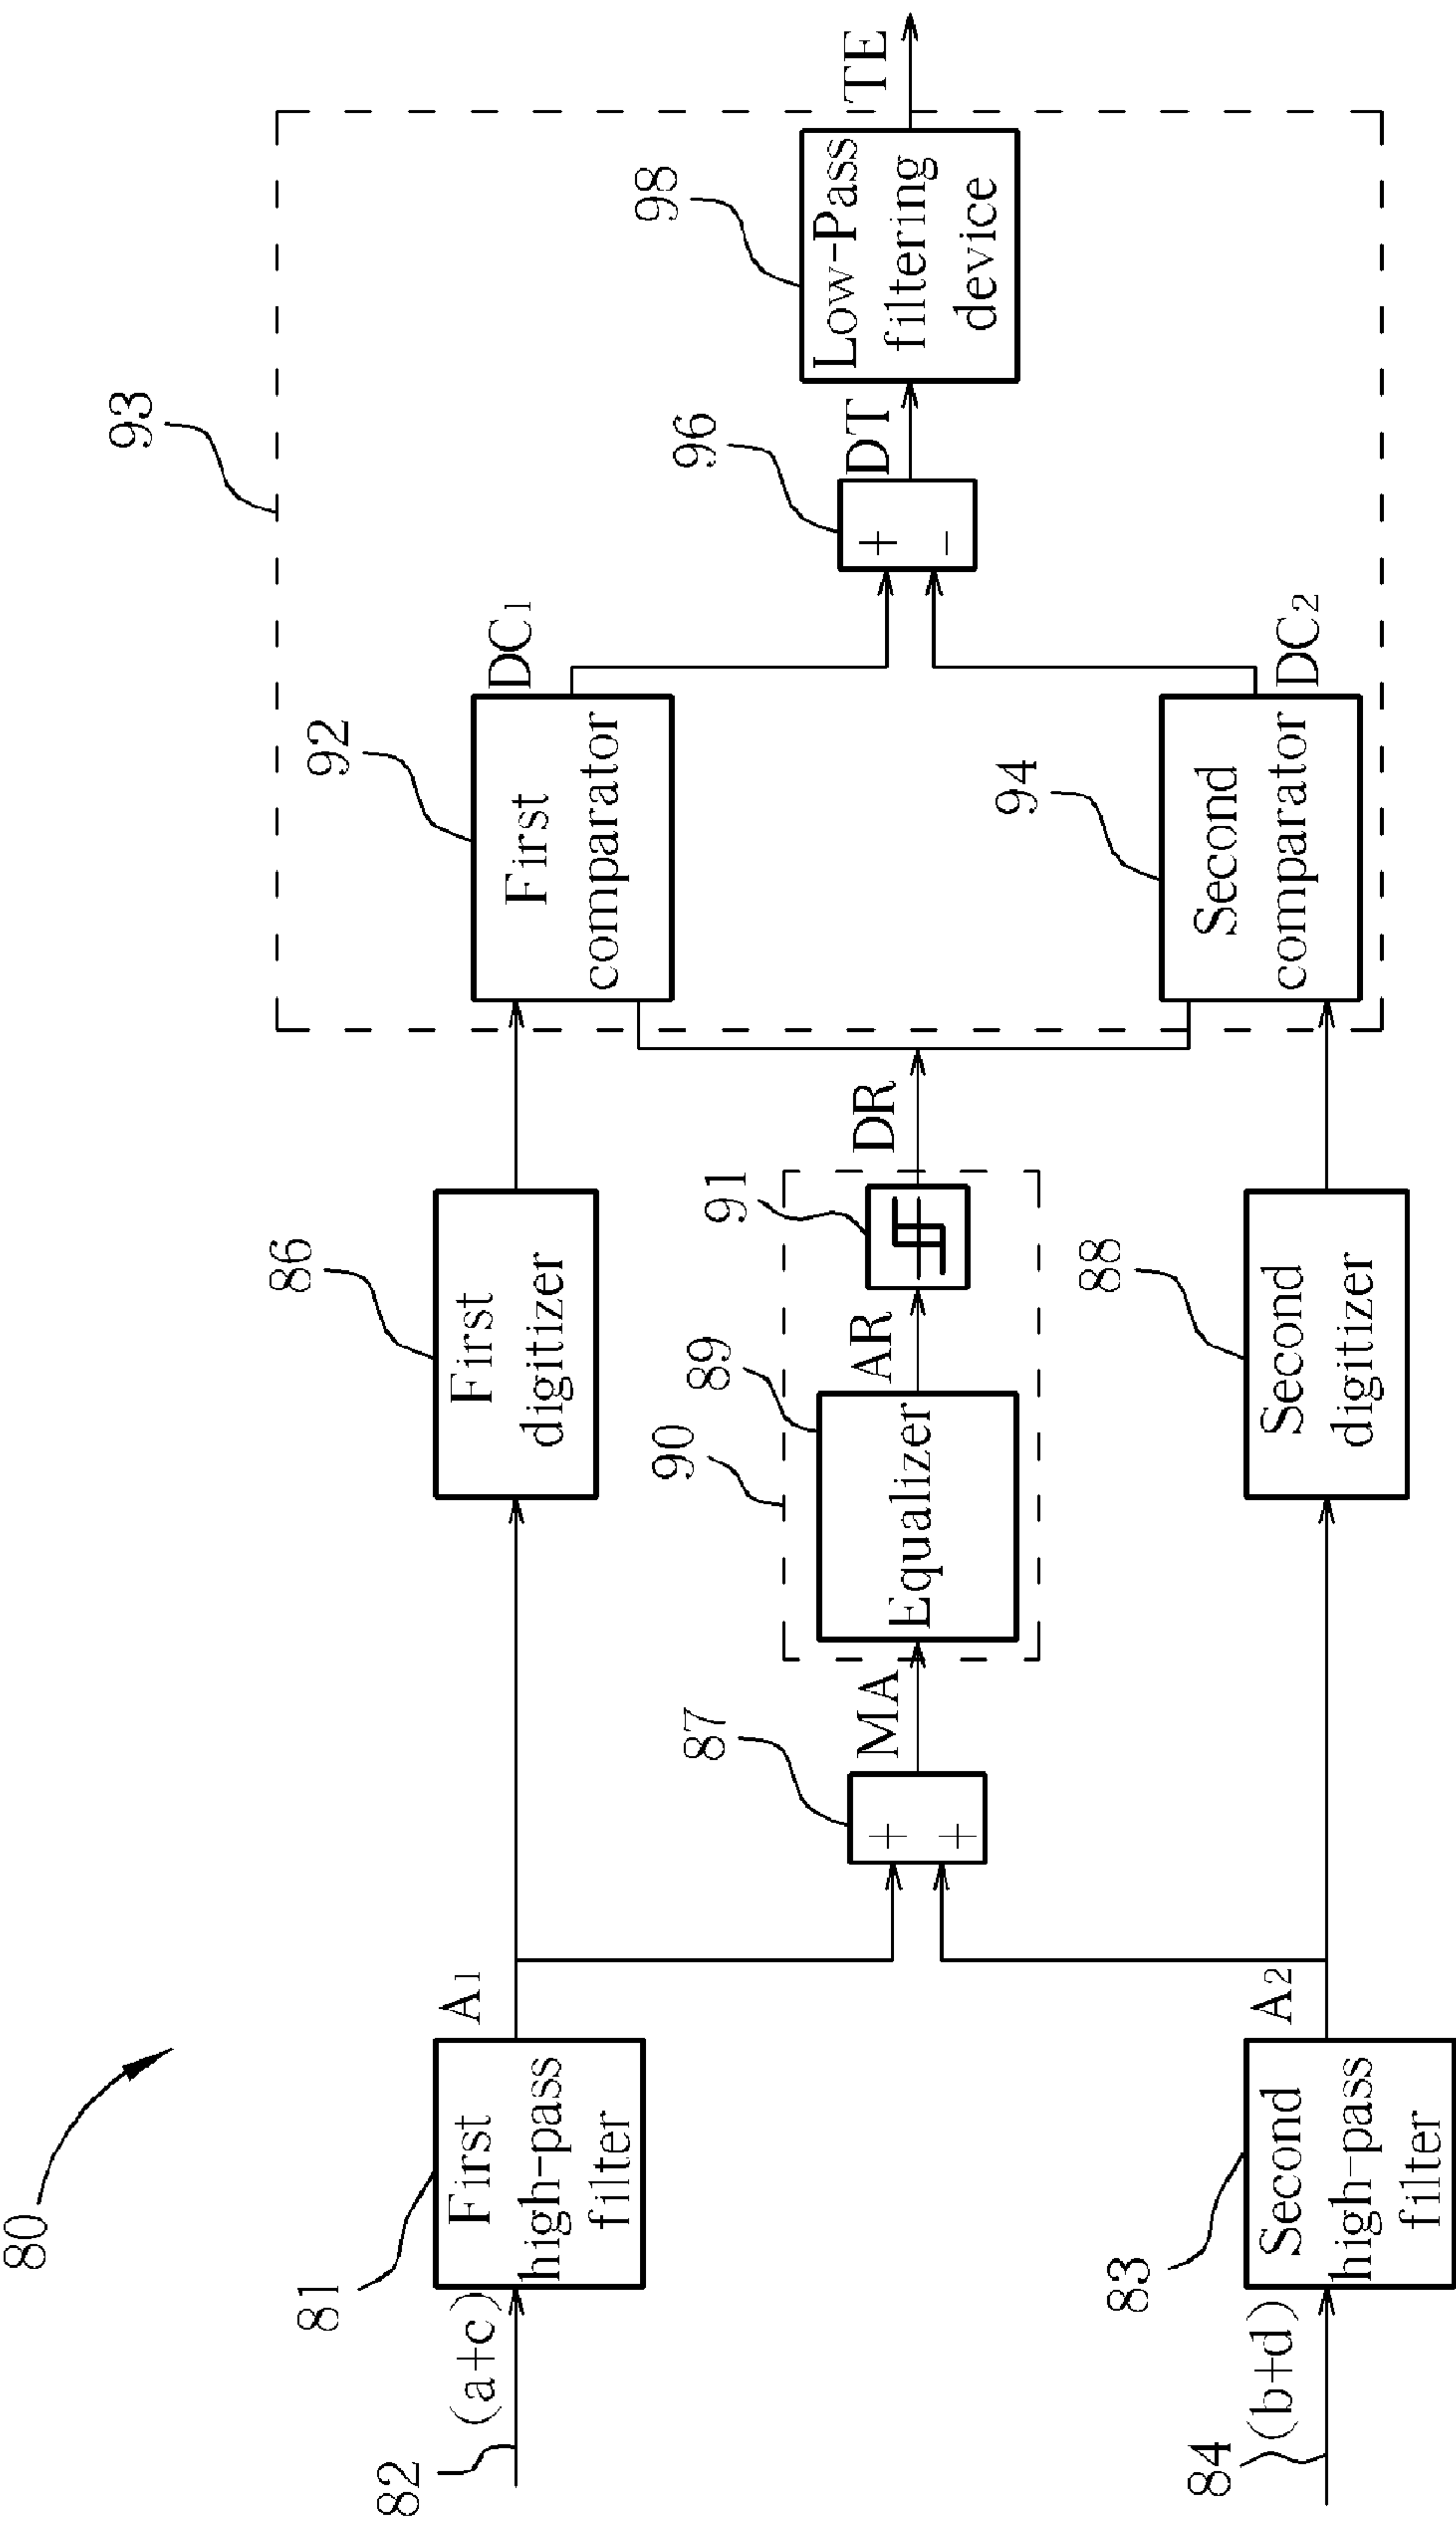 80
82
(a+c)
81
First
high-pass
filter
A1
86
First
digitizer
92
First
comparator
DC1
93
87
+
+
MA
90
89
Equalizer
AR
91
DR
96
+
-
DT
98
Low-Pass
filtering
device
TE
84
(b+d)
83
Second
high-pass
filter
A2
88
Second
digitizer
94
Second
comparator
DC2